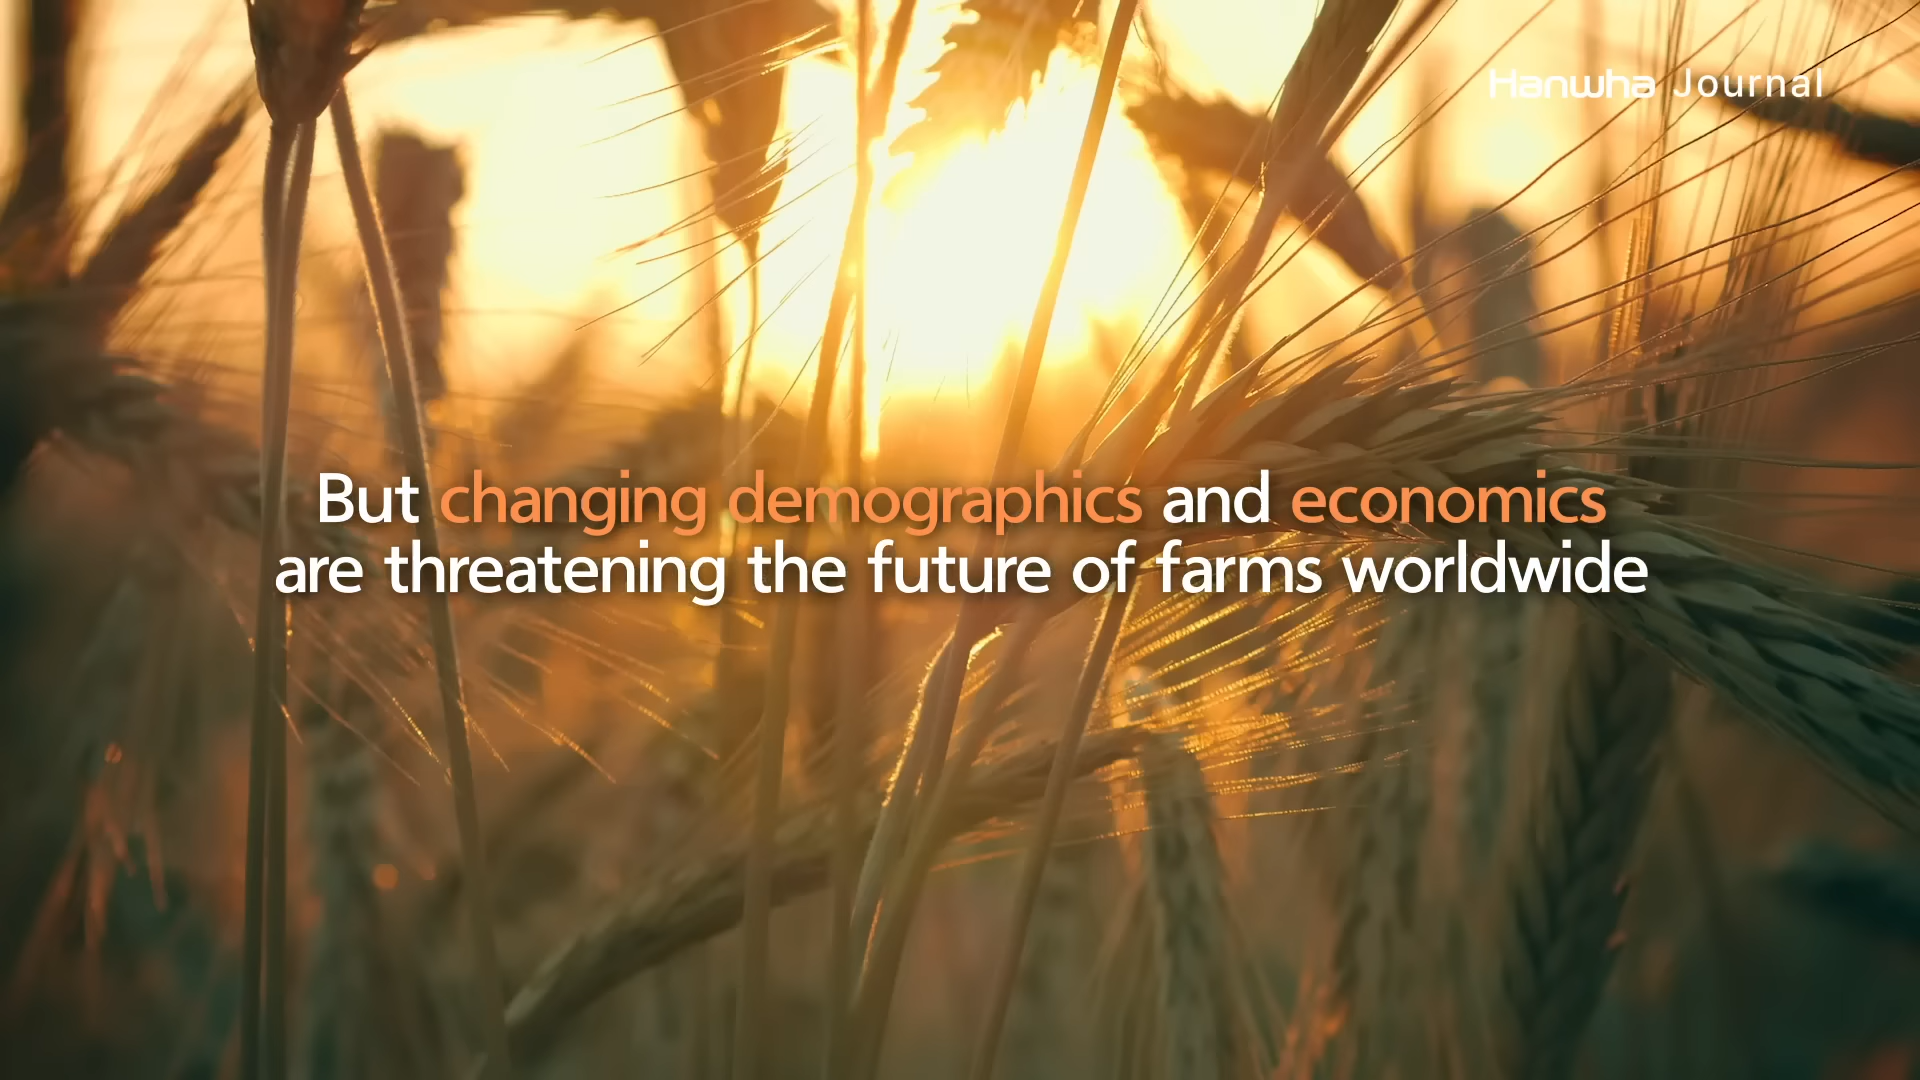 Hanwha Journal
But changing demographics and economics
are threatening the future of farms worldwide